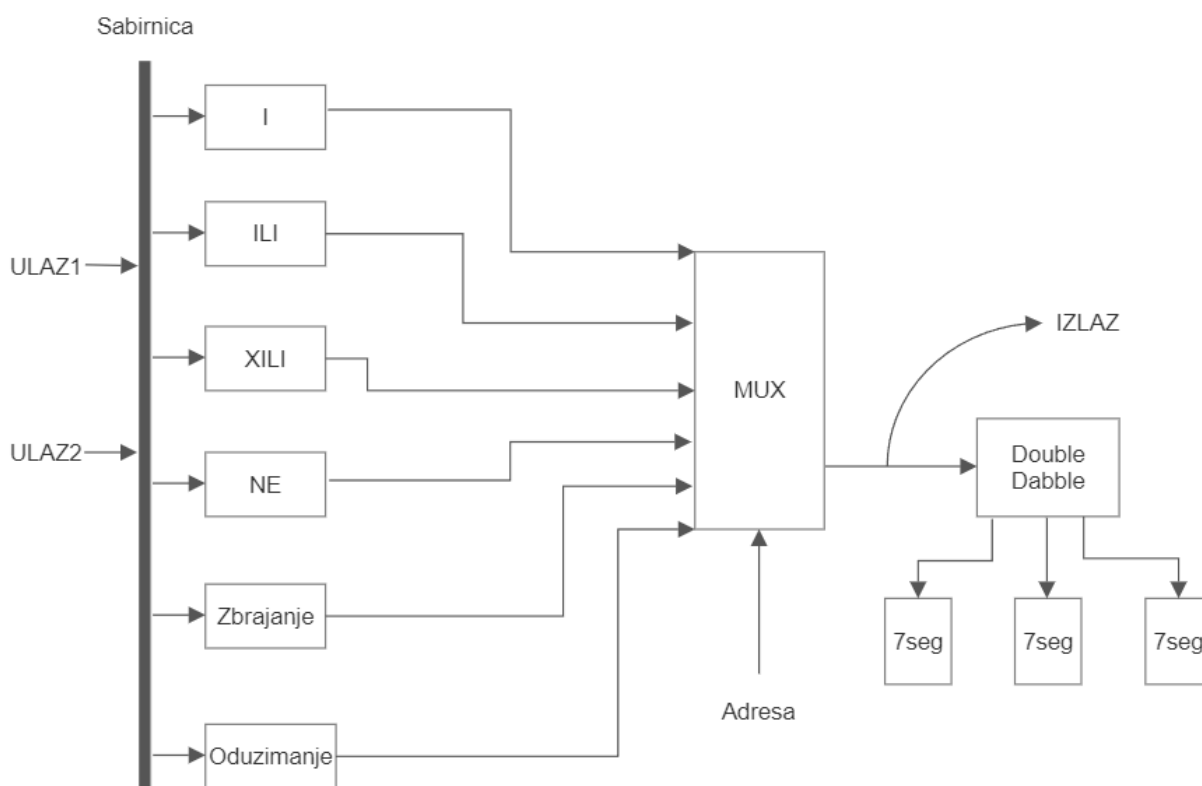 Sabirnica
I
ILI
ULAZ1
XILI
ULAZ2
NE
Zbrajanje
Oduzimanje
MUX
Adresa
IZLAZ
Double
Dabble
7seg
7seg
7seg